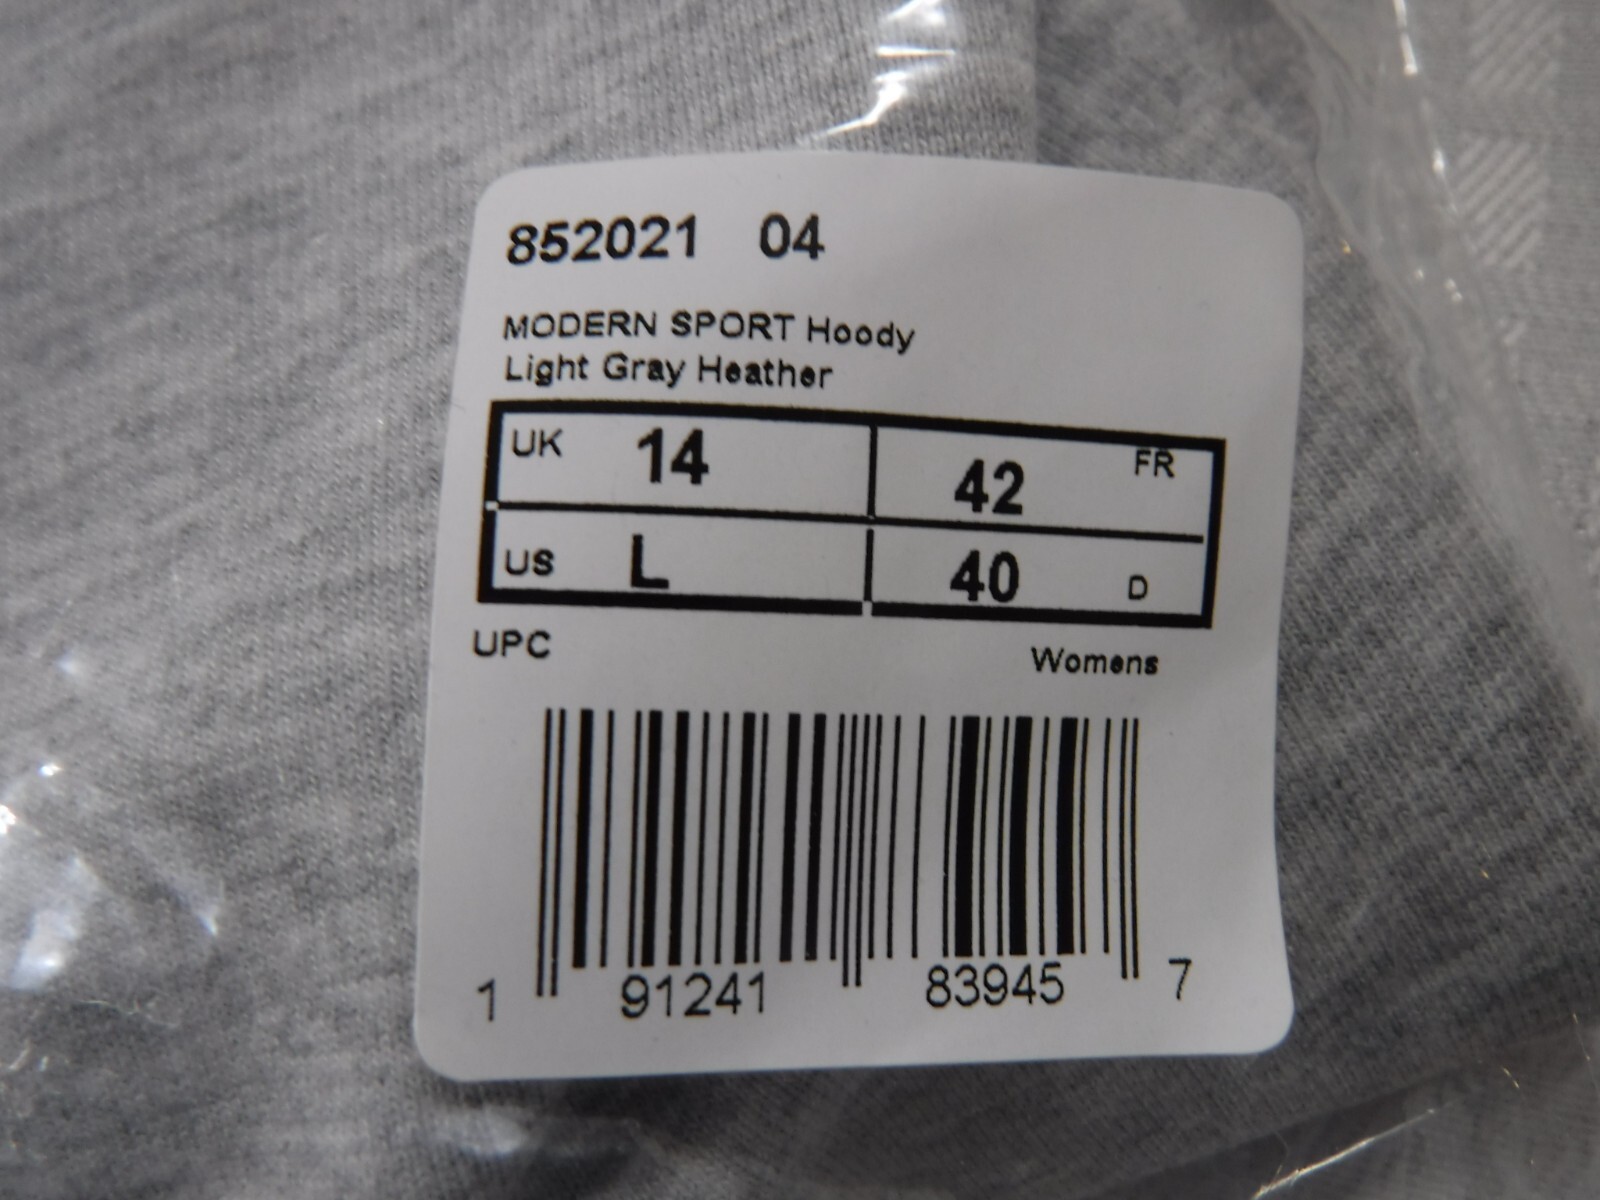 852021 04
MODERN SPORT Hoody
Light Gray Heather
UK 14 42 FR
US L 40 D
UPC Womens
1 91241 83945 7